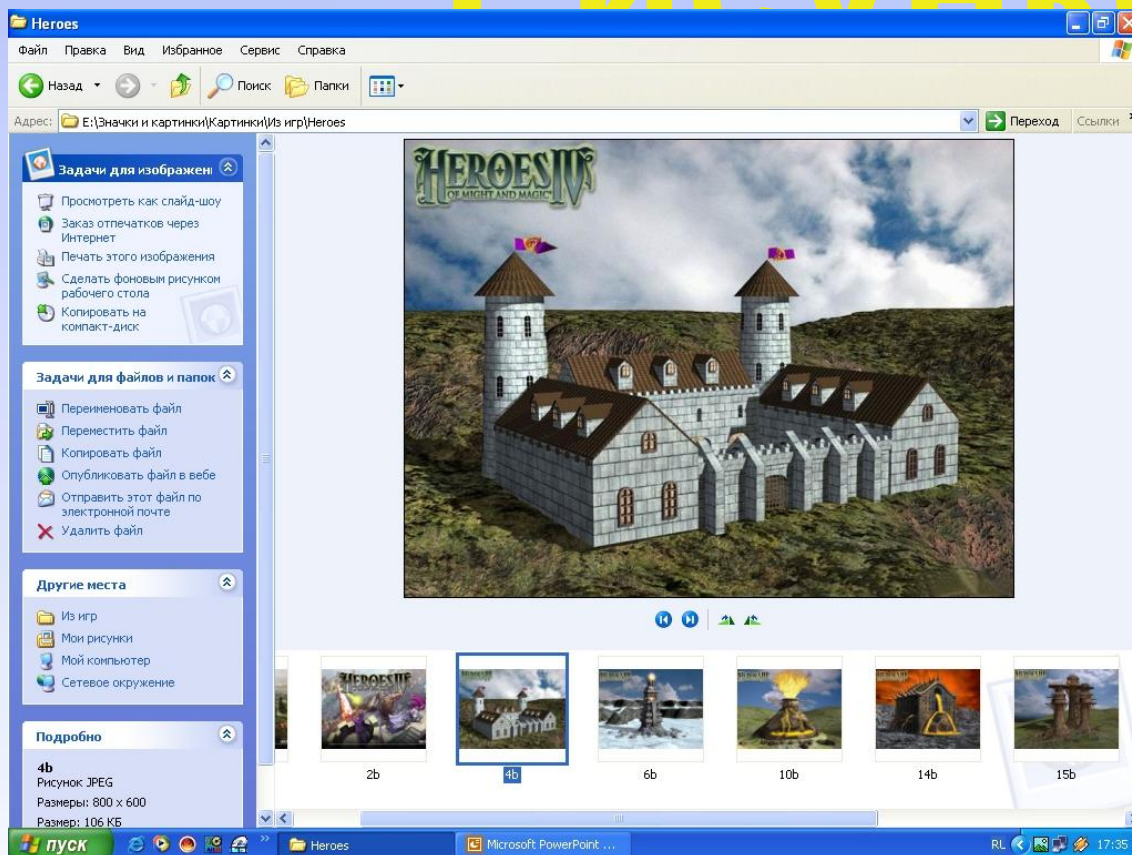 Heroes
Файл Правка Вид Избранное Сервис Справка
Назад Поиск Папки
Адрес: E:\Значки и картинки\Картинки\Из игр\Heroes Переход Ссылки
Задачи для изображени
Просмотреть как слайд-шоу
Заказ отпечатков через
Интернет
Печать этого изображения
Сделать фоновым рисунком
рабочего стола
Копировать на
компакт-диск
Задачи для файлов и папок
Переименовать файл
Переместить файл
Копировать файл
Опубликовать файл в вебе
Отправить этот файл по
электронной почте
Удалить файл
Другие места
Из игр
Мои рисунки
Мой компьютер
Сетевое окружение
Подробно
4b
Рисунок JPEG
Размеры: 800 x 600
Размер: 106 КБ
HEROES IV
OF MIGHT AND MAGIC
2b 4b 6b 10b 14b 15b
пуск Heroes Microsoft PowerPoint ... RL 17:35